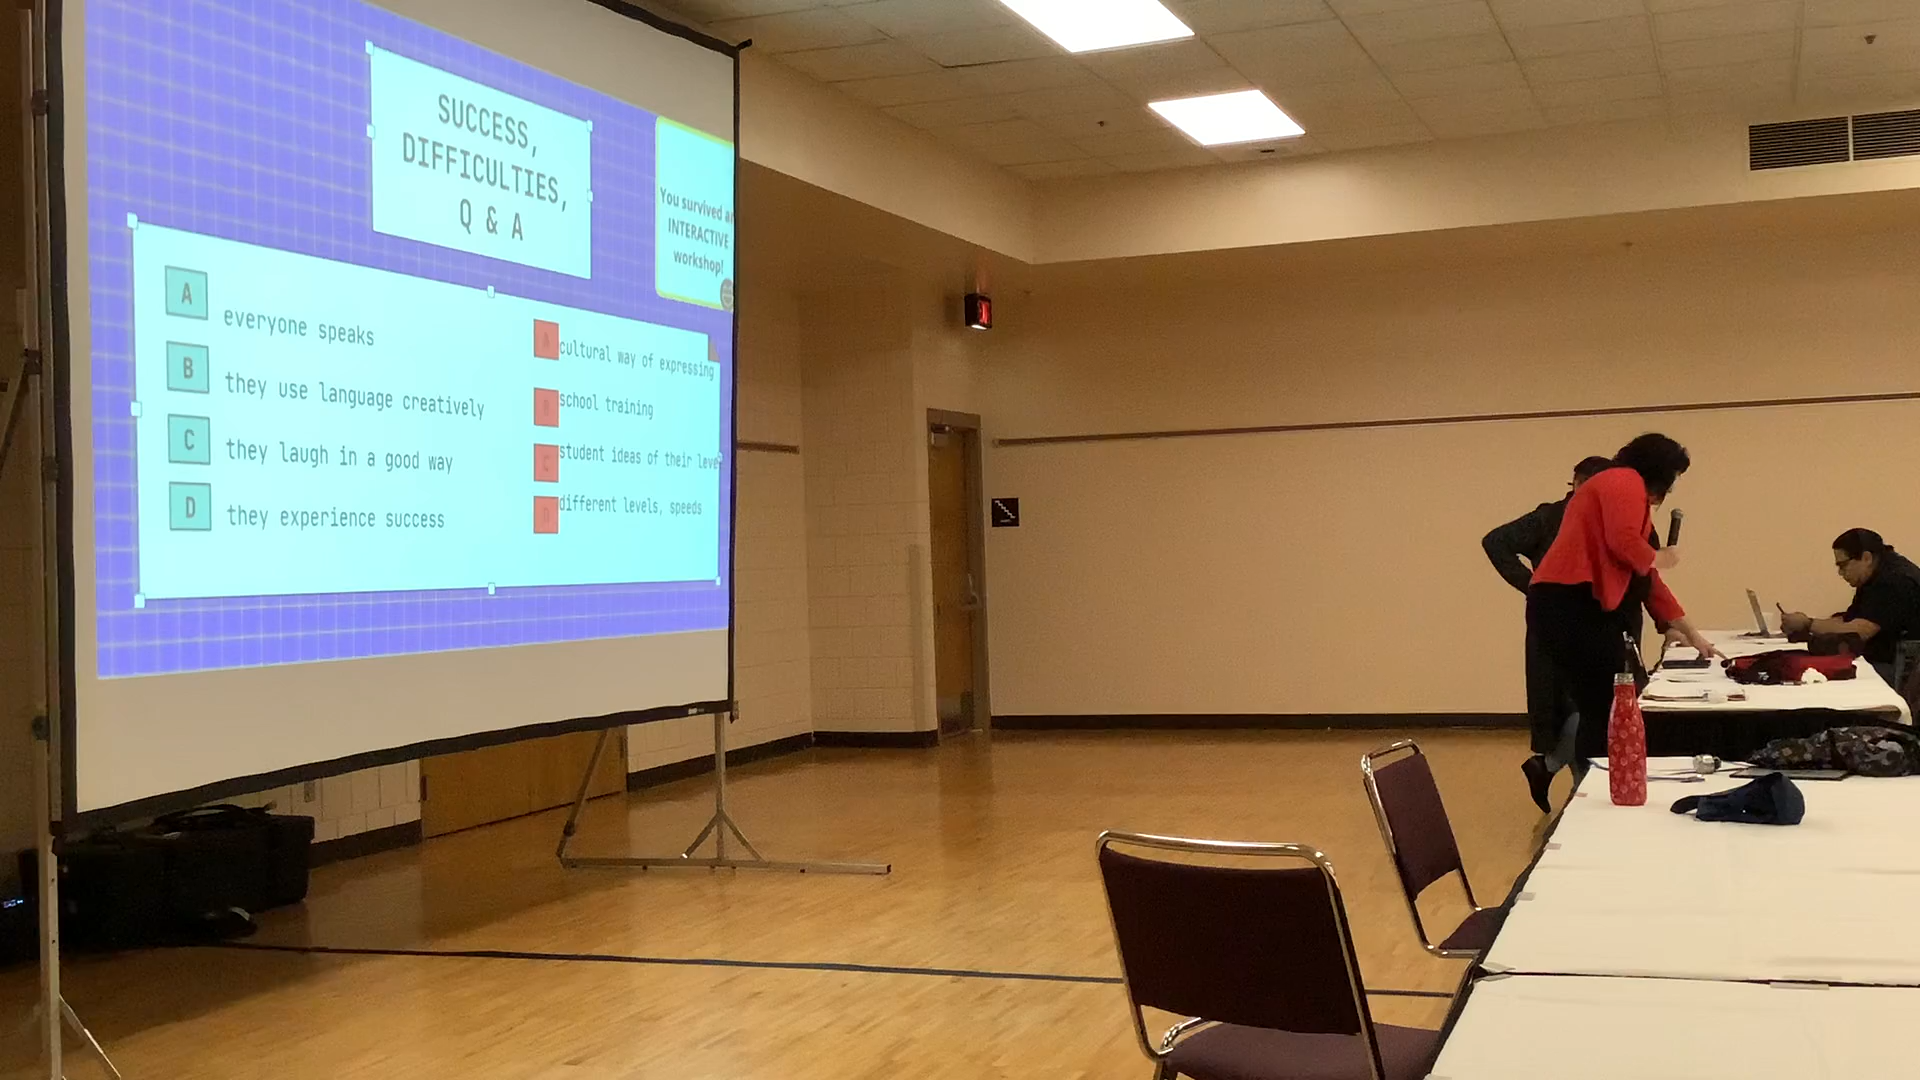 SUCCESS,
DIFFICULTIES,
Q & A
You survived
INTERACTIVE
workshop!
A
everyone speaks
B
they use language creatively
C
they laugh in a good way
D
they experience success
A
cultural way of expressing
school training
C
student ideas of their leve
different levels, speeds